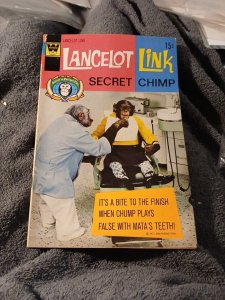 LANCELOT LINK
LANCELOT LINK
15¢
SECRET CHIMP
IT'S A BITE TO THE FINISH
WHEN CHUMP PLAYS
FALSE WITH MATA'S TEETH!